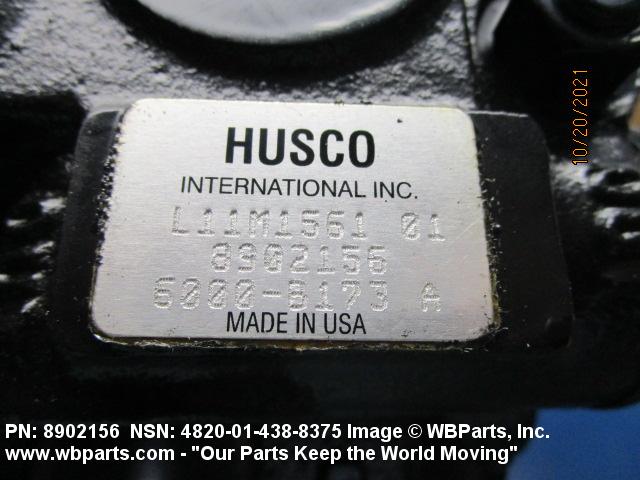 HUSCO
INTERNATIONAL INC.
L11M1561 01
8902156
6000-B173 A
MADE IN USA
10/20/2021
PN: 8902156 NSN: 4820-01-438-8375 Image © WBParts, Inc.
www.wbparts.com - "Our Parts Keep the World Moving"